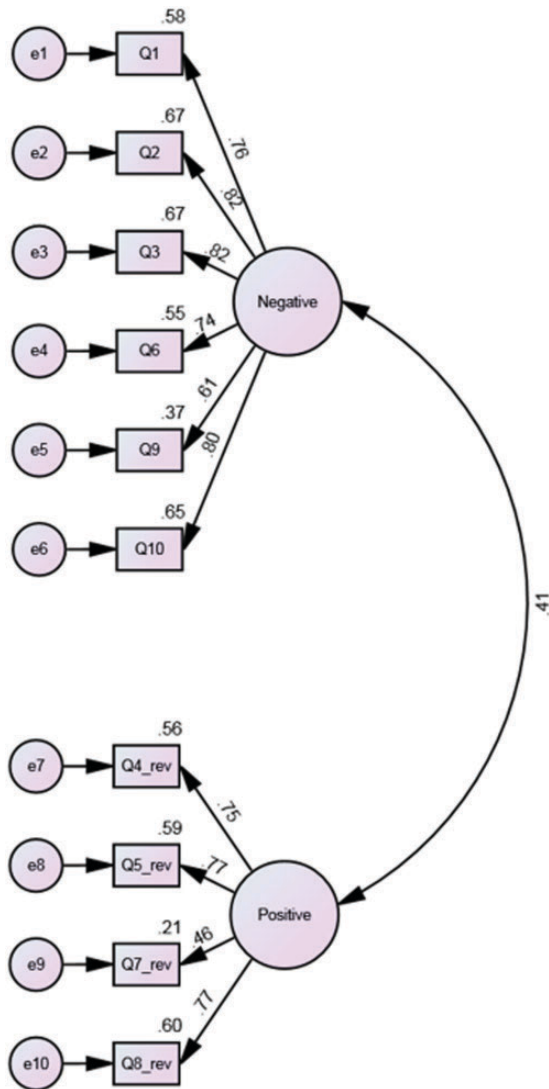 .58
e1 Q1
.76
.67
e2 Q2
.82
.67
e3 Q3
.82
Negative
.55
e4 Q6
.74
.37
e5 Q9
.61
.65
e6 Q10
.80
.41
.56
e7 Q4_rev
.75
.59
e8 Q5_rev
.77
Positive
.21
e9 Q7_rev
.46
.60
e10 Q8_rev
.77